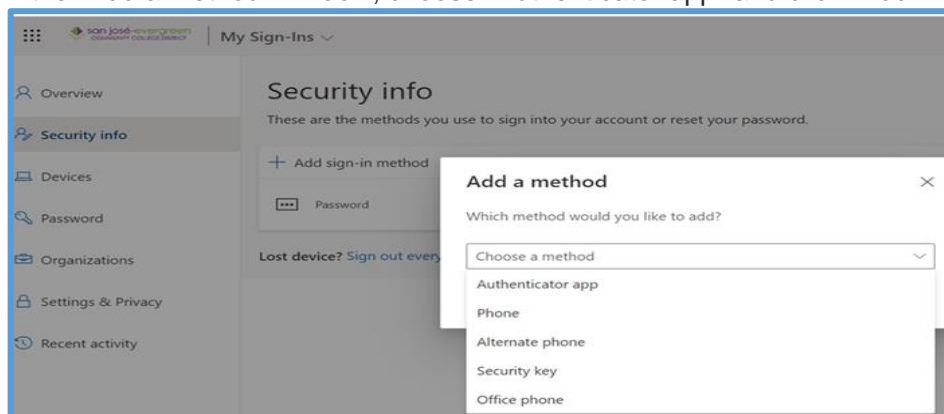 san josé·evergreen
COMMUNITY COLLEGE DISTRICT
My Sign-Ins
Overview
Security info
Devices
Password
Organizations
Settings & Privacy
Recent activity
Security info
These are the methods you use to sign into your account or reset your password.
+ Add sign-in method
Password
Lost device? Sign out every
Add a method
Which method would you like to add?
Choose a method
Authenticator app
Phone
Alternate phone
Security key
Office phone